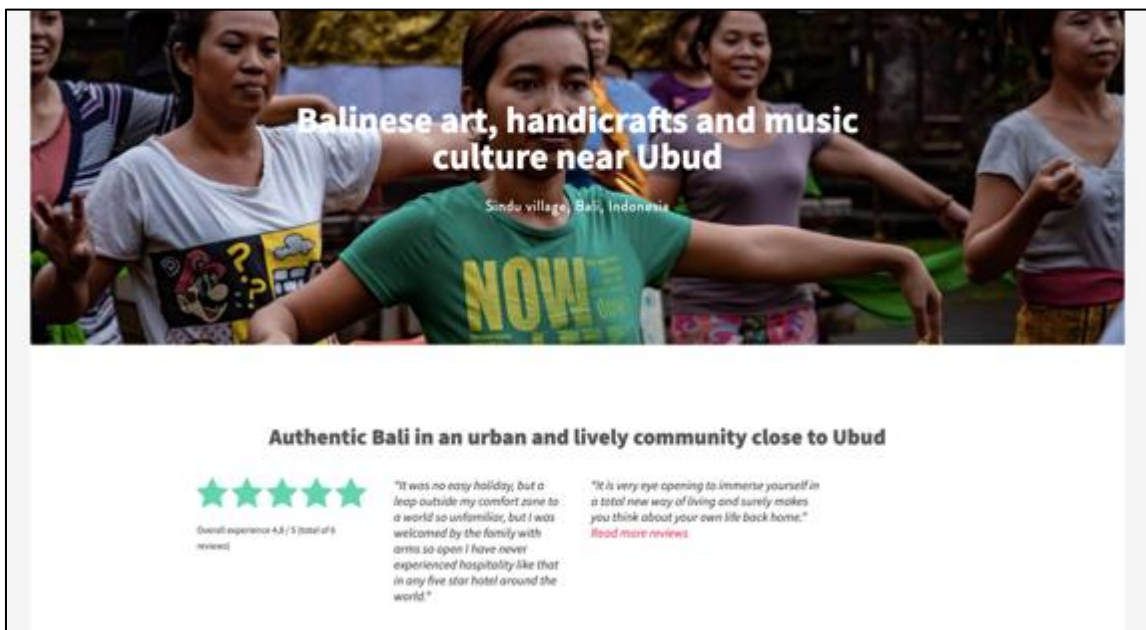 Balinese art, handicrafts and music
culture near Ubud
Sindu village, Bali, Indonesia
? ?
?
NOW
Authentic Bali in an urban and lively community close to Ubud
Overall experience 4,8 / 5 (total of 6
reviews)
"It was no easy holiday, but a
leap outside my comfort zone to
a world so unfamiliar, but I was
welcomed by the family with
arms so open I have never
experienced hospitality like that
in any five star hotel around the
world."
"It is very eye opening to immerse yourself in
a total new way of living and surely makes
you think about your own life back home."
Read more reviews